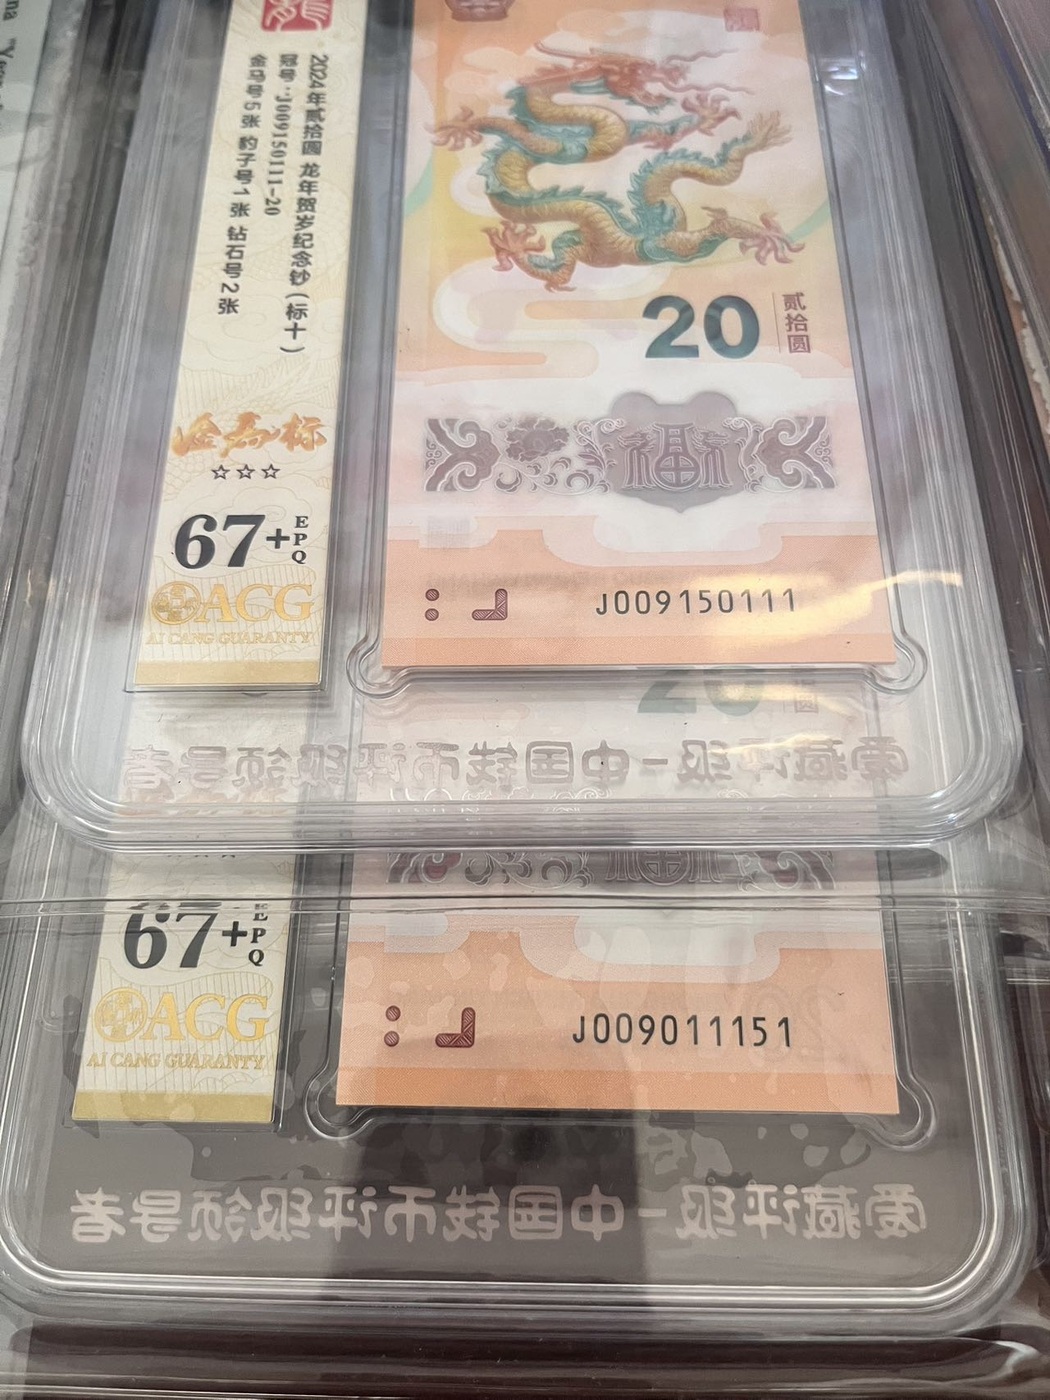 2024年贰拾圆 龙年贺岁纪念钞(标十)
冠号:J009150111-20
金马号5张 豹子号1张 钻石号2张
☆☆☆
67+EPQ
ACG
AI CANG GUARANTY
20
贰拾圆
福
J009150111
爱藏评级-中国钱币评级领导者
67+EPQ
ACG
AI CANG GUARANTY
J009011151
爱藏评级-中国钱币评级领导者